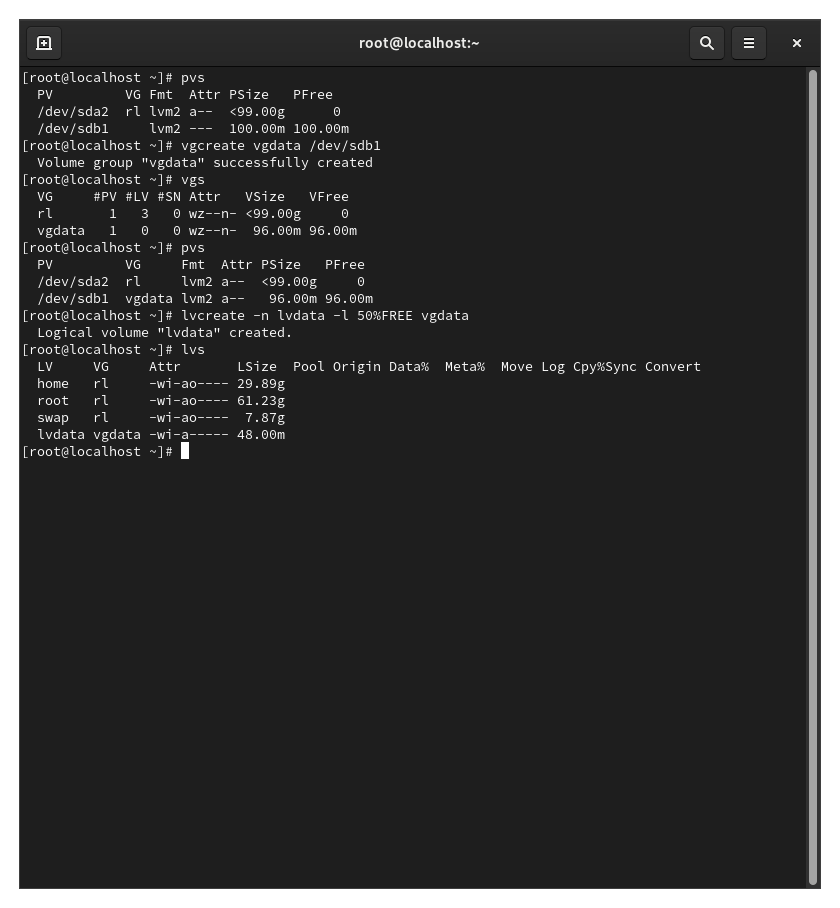 root@localhost:~
[root@localhost ~]# pvs
  PV         VG Fmt  Attr PSize   PFree
  /dev/sda2  rl lvm2 a--  <99.00g      0
  /dev/sdb1     lvm2 ---  100.00m 100.00m
[root@localhost ~]# vgcreate vgdata /dev/sdb1
  Volume group "vgdata" successfully created
[root@localhost ~]# vgs
  VG     #PV #LV #SN Attr   VSize   VFree
  rl       1   3   0 wz--n- <99.00g     0
  vgdata   1   0   0 wz--n-  96.00m 96.00m
[root@localhost ~]# pvs
  PV         VG     Fmt  Attr PSize   PFree
  /dev/sda2  rl     lvm2 a--  <99.00g     0
  /dev/sdb1  vgdata lvm2 a--   96.00m 96.00m
[root@localhost ~]# lvcreate -n lvdata -l 50%FREE vgdata
  Logical volume "lvdata" created.
[root@localhost ~]# lvs
  LV     VG     Attr       LSize  Pool Origin Data%  Meta%  Move Log Cpy%Sync Convert
  home   rl     -wi-ao---- 29.89g
  root   rl     -wi-ao---- 61.23g
  swap   rl     -wi-ao----  7.87g
  lvdata vgdata -wi-a----- 48.00m
[root@localhost ~]#